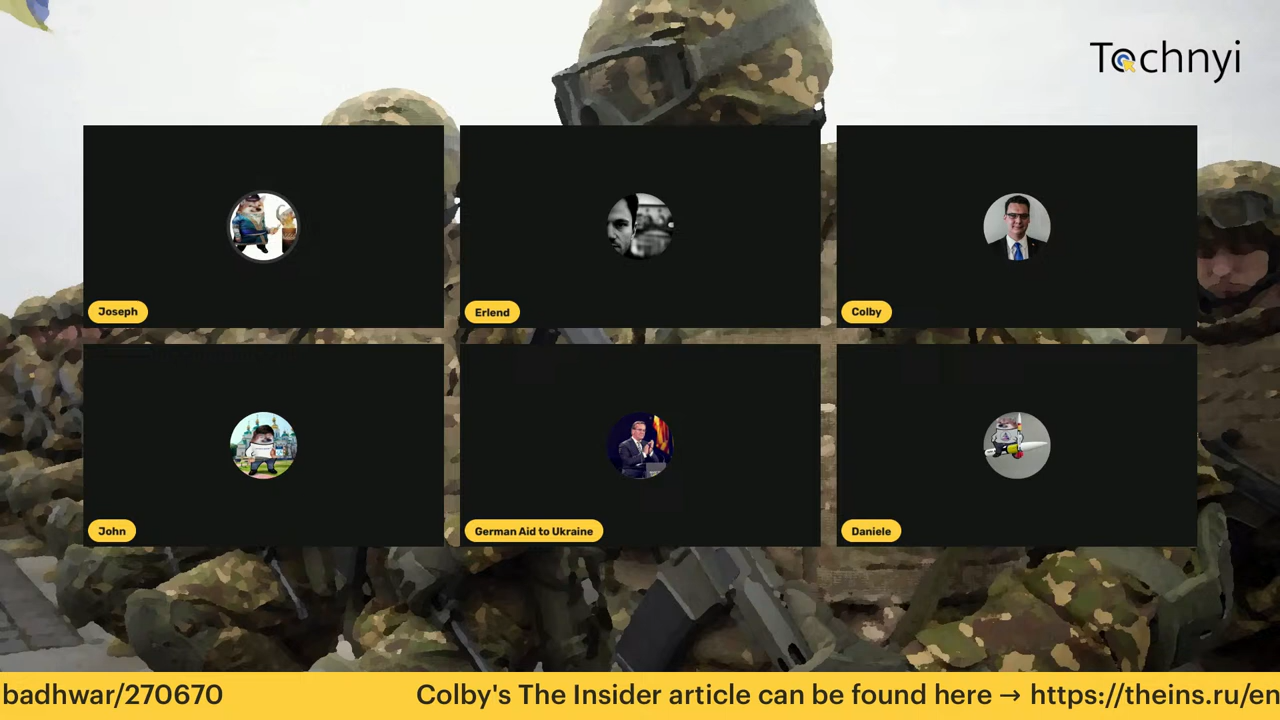 Technyi
Joseph
Erlend
Colby
John
German Aid to Ukraine
Daniele
badhwar/270670 Colby's The Insider article can be found here → https://theins.ru/en